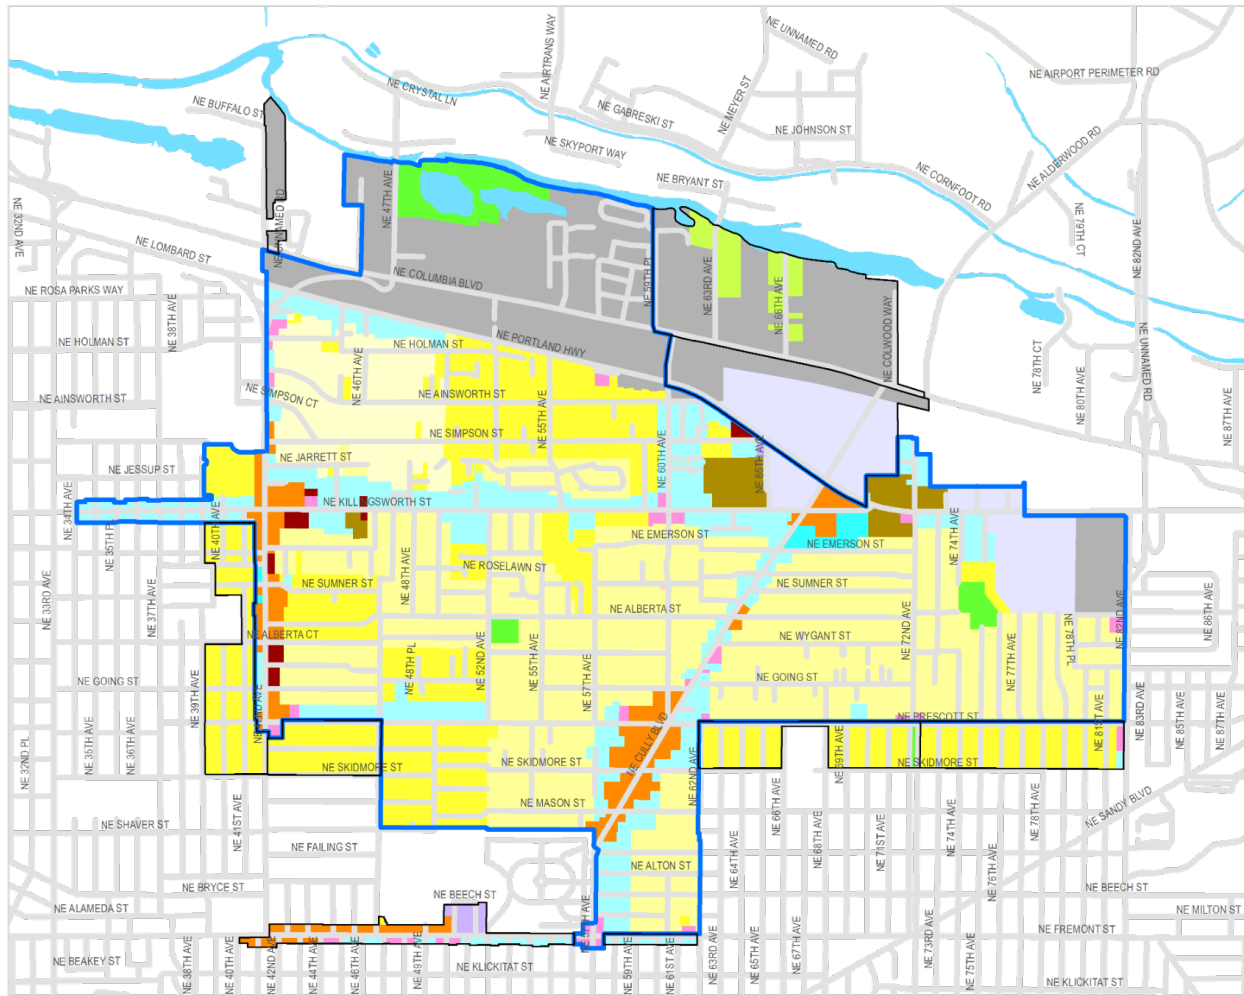 NE UNNAMED RD
NE AIRTRANS WAY
NE AIRPORT PERIMETER RD
NE CRYSTAL LN
NE MEYER ST
NE BUFFALO ST
NE GABRESKI ST
NE JOHNSON ST
NE ALDERWOOD RD
NE SKYPORT WAY
NE CORNFOOT RD
NE BRYANT ST
NE 47TH AVE
NE 32ND AVE
NE 79TH CT
NE 82ND AVE
NE LOMBARD ST
NE COLUMBIA BLVD
NE 59TH PL
NE 63RD AVE
NE 66TH AVE
NE COLWOOD WAY
NE ROSA PARKS WAY
NE 38TH AVE
NE HOLMAN ST
NE HOLMAN ST
NE PORTLAND HWY
NE UNNAMED RD
NE 78TH CT
NE 80TH AVE
NE 87TH AVE
NE 46TH AVE
NE SIMPSON CT
NE AINSWORTH ST
NE AINSWORTH ST
NE 55TH AVE
NE SIMPSON ST
NE 60TH AVE
NE 65TH AVE
NE JESSUP ST
NE JARRETT ST
NE 34TH AVE
NE 35TH PL
NE 40TH AVE
NE EMERSON ST
NE EMERSON ST
NE 74TH AVE
NE 33RD AVE
NE 37TH AVE
NE SUMNER ST
NE 48TH AVE
NE ROSELAWN ST
NE SUMNER ST
NE ALBERTA ST
NE 72ND AVE
NE 82ND AVE
NE 86TH AVE
NE ALBERTA CT
NE 48TH PL
NE 52ND AVE
NE 55TH AVE
NE 57TH AVE
NE WYGANT ST
NE 77TH AVE
NE 78TH PL
NE GOING ST
NE 39TH AVE
NE GOING ST
NE 32ND PL
NE 35TH AVE
NE 36TH AVE
NE CULLY BLVD
NE PRESCOTT ST
NE 81ST AVE
NE 83RD AVE
NE 85TH AVE
NE 87TH AVE
NE SKIDMORE ST
NE SKIDMORE ST
NE 62ND AVE
NE 69TH AVE
NE SKIDMORE ST
NE SHAVER ST
NE 41ST AVE
NE MASON ST
NE 66TH AVE
NE 68TH AVE
NE 71ST AVE
NE 74TH AVE
NE 78TH AVE
NE SANDY BLVD
NE FAILING ST
NE ALTON ST
NE 64TH AVE
NE 76TH AVE
NE BRYCE ST
NE BEECH ST
NE BEECH ST
NE ALAMEDA ST
NE MILTON ST
NE FREMONT ST
NE BEAKEY ST
NE 38TH AVE
NE 40TH AVE
NE 42ND AVE
NE 44TH AVE
NE 46TH AVE
NE 49TH AVE
NE KLICKITAT ST
NE 59TH AVE
NE 61ST AVE
NE 63RD AVE
NE 65TH AVE
NE 67TH AVE
NE 73RD AVE
NE 75TH AVE
NE KLICKITAT ST